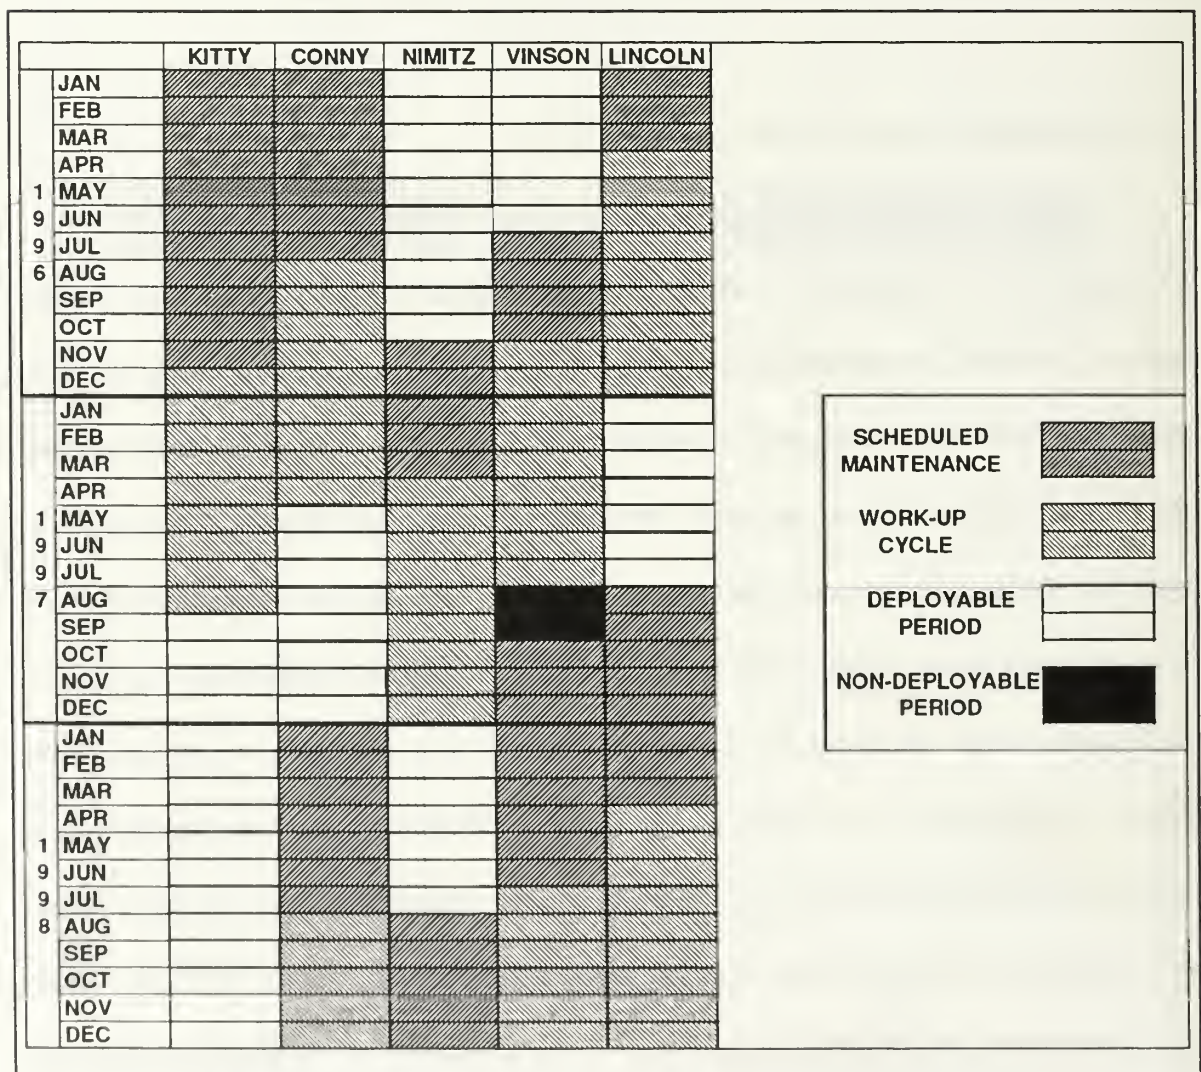 KITTY CONNY NIMITZ VINSON LINCOLN
JAN
FEB
MAR
APR
1 MAY
9 JUN
9 JUL
6 AUG
SEP
OCT
NOV
DEC
JAN
FEB
MAR
APR
1 MAY
9 JUN
9 JUL
7 AUG
SEP
OCT
NOV
DEC
JAN
FEB
MAR
APR
1 MAY
9 JUN
9 JUL
8 AUG
SEP
OCT
NOV
DEC
SCHEDULED
MAINTENANCE
WORK-UP
CYCLE
DEPLOYABLE
PERIOD
NON-DEPLOYABLE
PERIOD